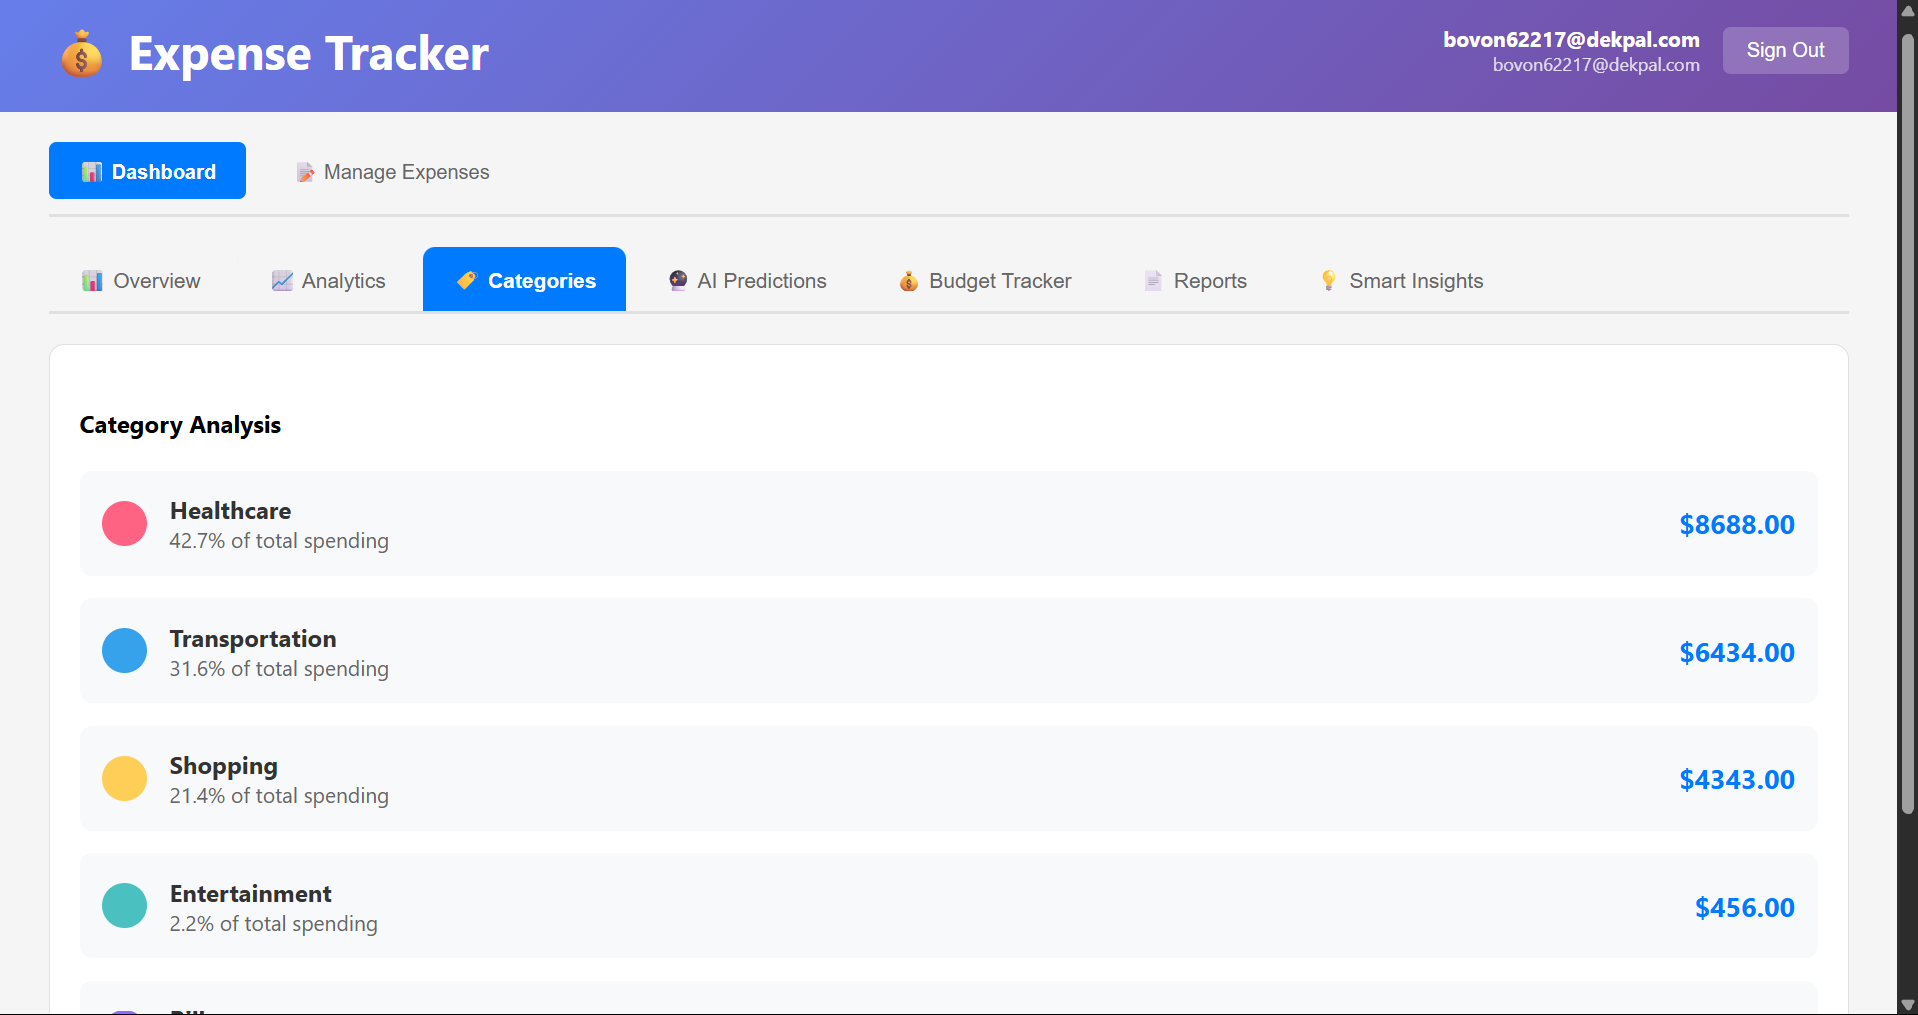 Expense Tracker
bovon62217@dekpal.com
bovon62217@dekpal.com
Sign Out
Dashboard
Manage Expenses
Overview
Analytics
Categories
AI Predictions
Budget Tracker
Reports
Smart Insights
Category Analysis
Healthcare
42.7% of total spending
$8688.00
Transportation
31.6% of total spending
$6434.00
Shopping
21.4% of total spending
$4343.00
Entertainment
2.2% of total spending
$456.00